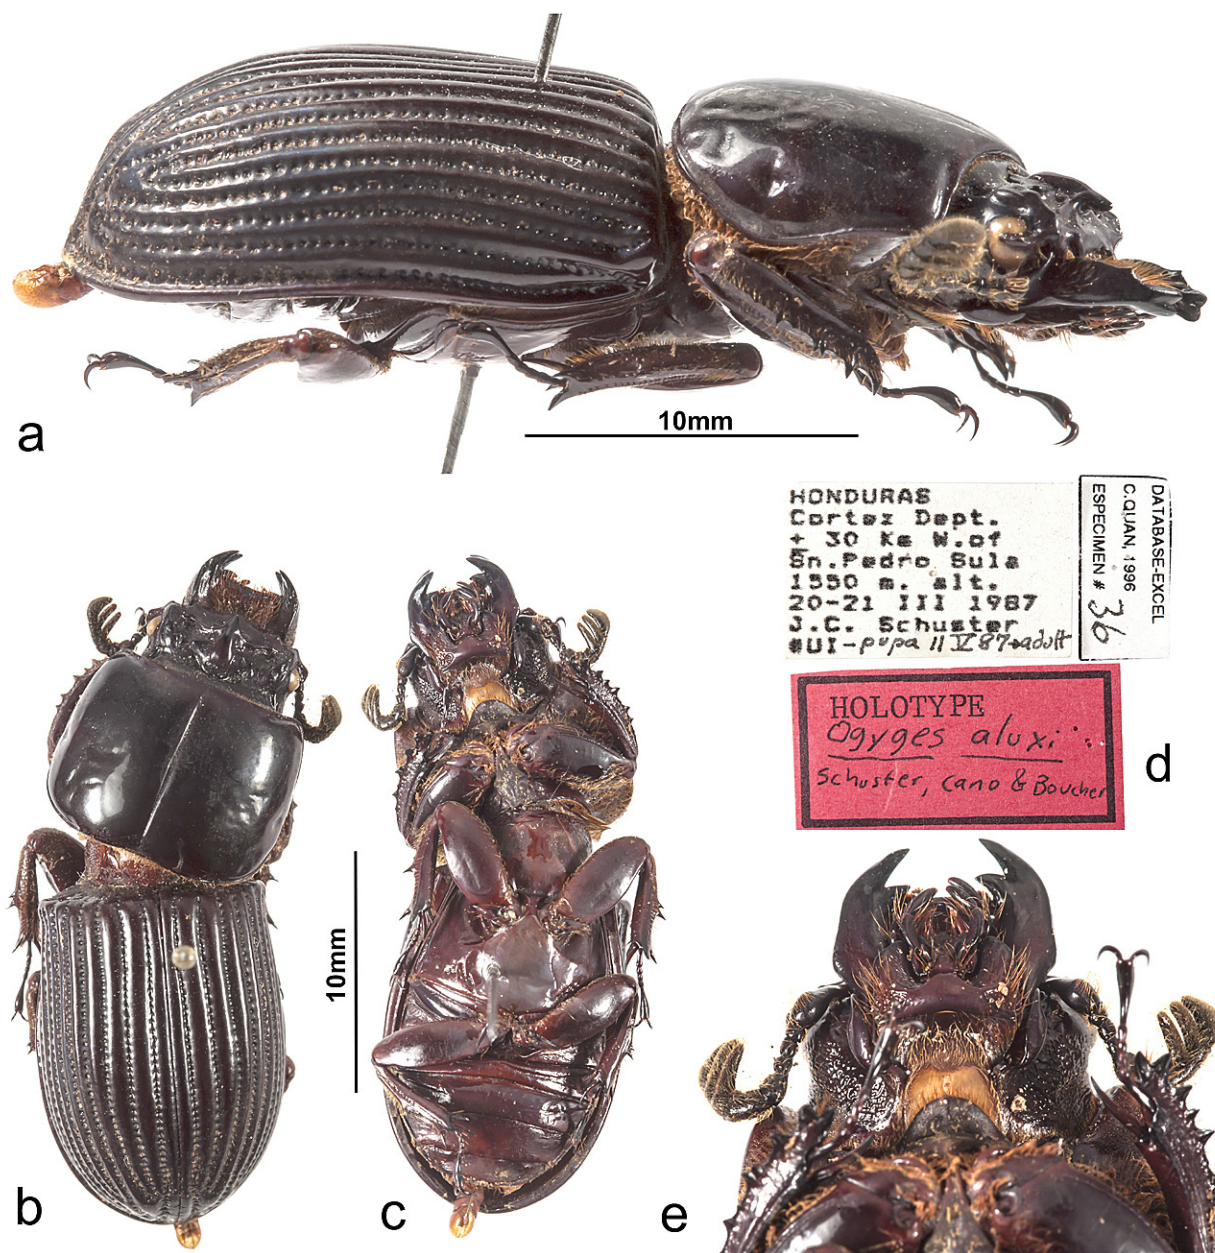 a
10mm
HONDURAS
Cortez Dept.
+ 30 Km W.of
Sn.Pedro Sula
1550 m. alt.
20-21 III 1987
J.C. Schuster
#UI-pupa 11 V 87→adult
DATABASE-EXCEL
C.QUAN, 1996
ESPECIMEN # 36
HOLOTYPE
Ogyges aluxi
Schuster, Cano & Boucher
d
10mm
b
c
e